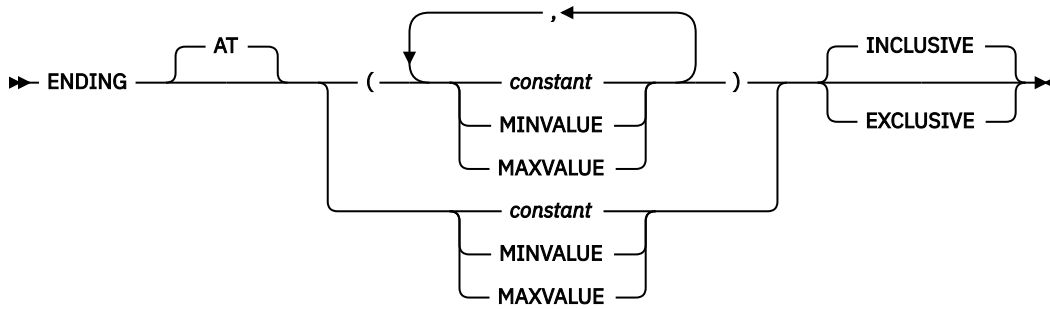 ,
AT INCLUSIVE
ENDING ( constant )
MINVALUE EXCLUSIVE
MAXVALUE
constant
MINVALUE
MAXVALUE